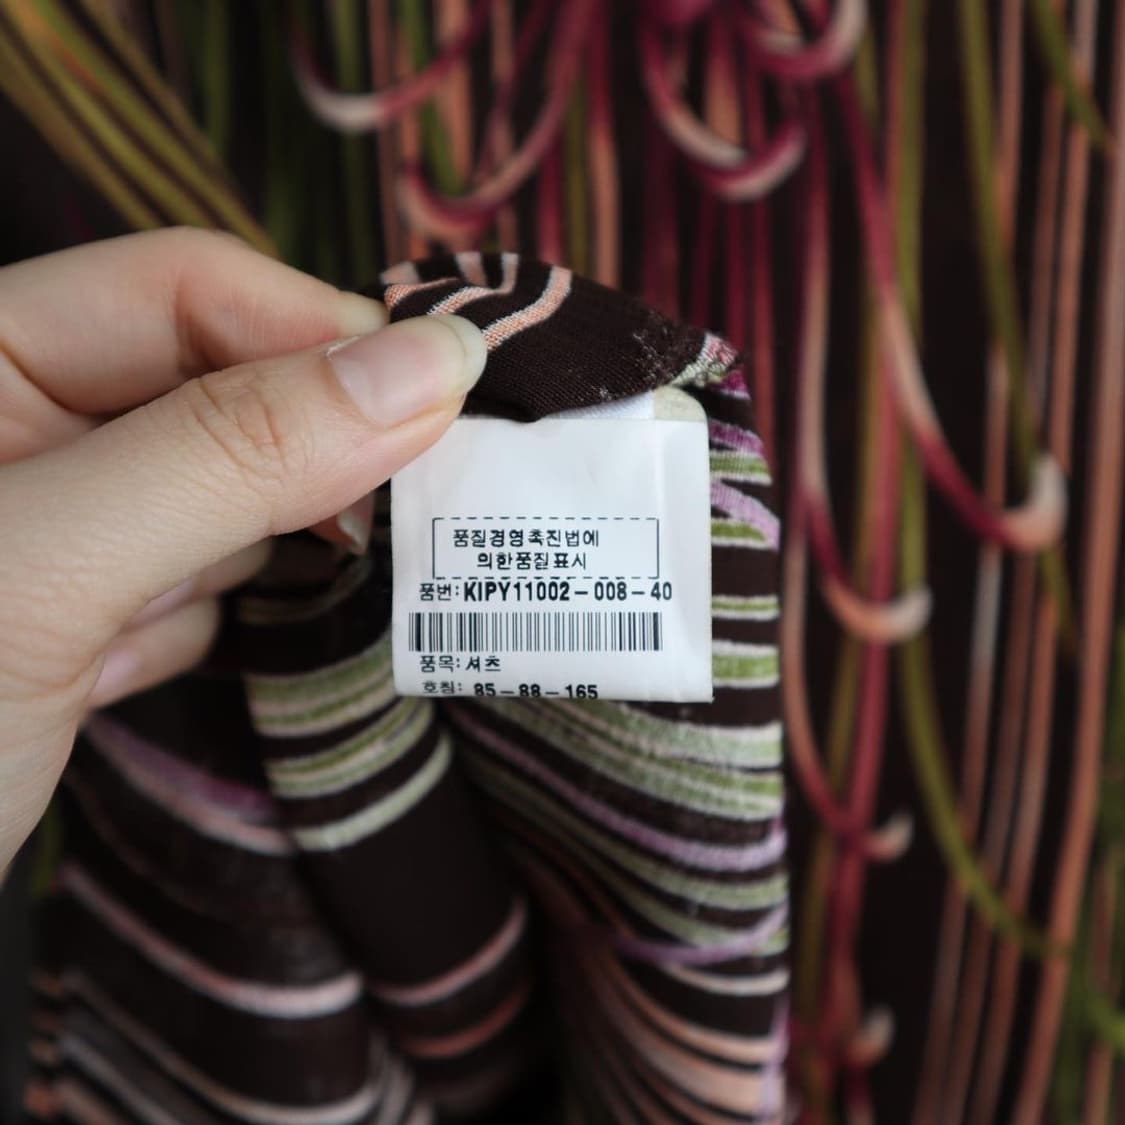 품질경영촉진법에
의한품질표시
품번: KIPY11002-008-40
품목: 셔츠
호칭: 85-88-165